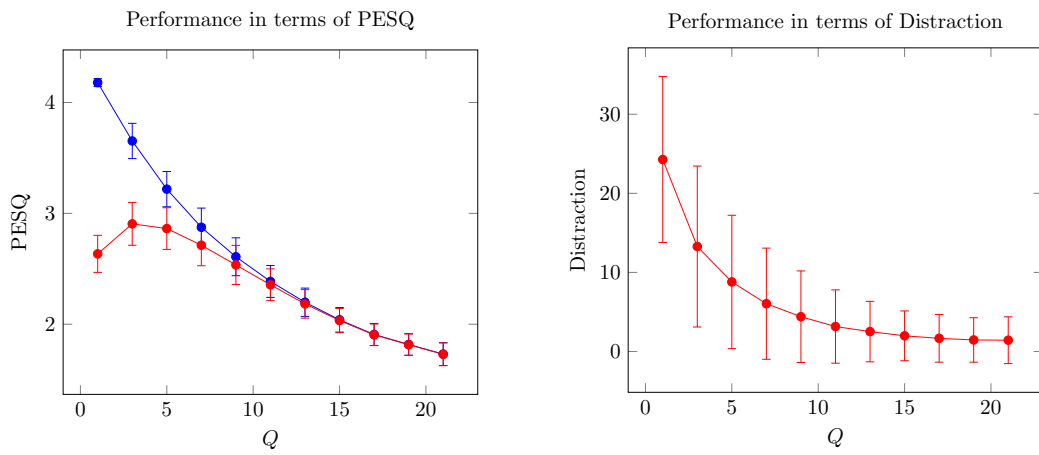 Performance in terms of PESQ
4
3
2
PESQ
0 5 10 15 20
Q
Performance in terms of Distraction
30
20
10
0
Distraction
0 5 10 15 20
Q